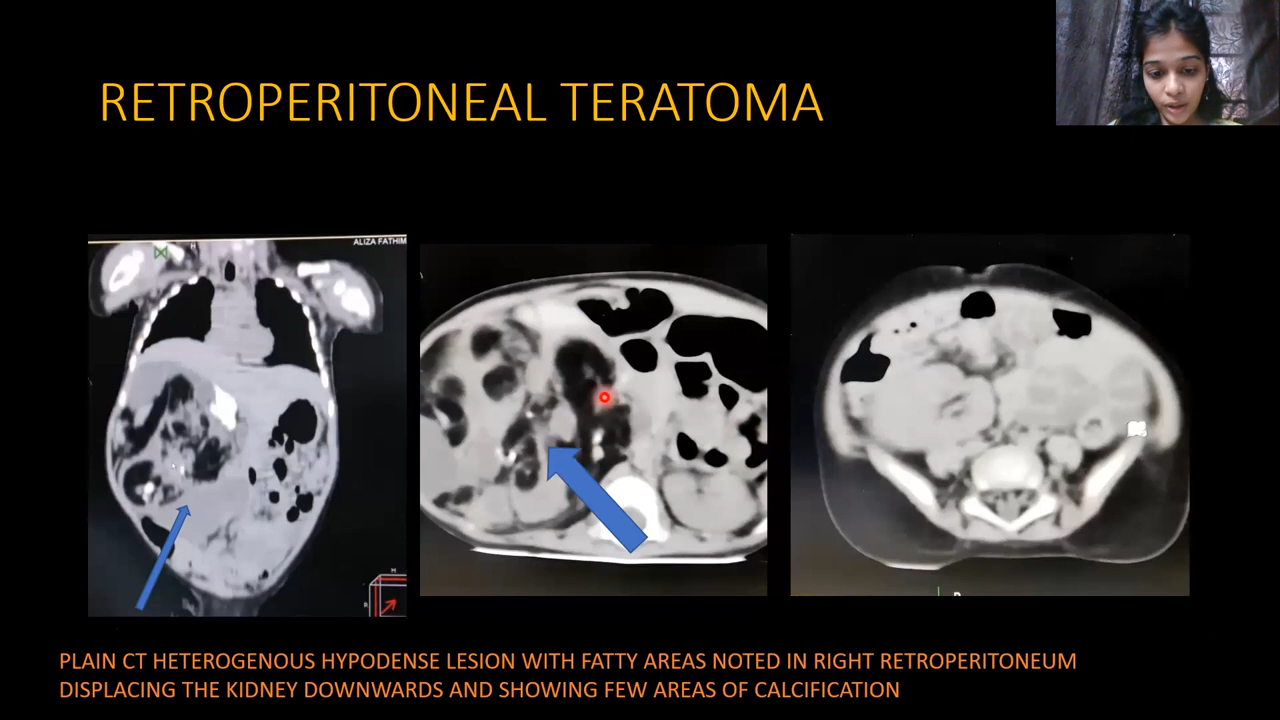 RETROPERITONEAL TERATOMA
H
ALIZA FATHIM
H
R
PLAIN CT HETEROGENOUS HYPODENSE LESION WITH FATTY AREAS NOTED IN RIGHT RETROPERITONEUM
DISPLACING THE KIDNEY DOWNWARDS AND SHOWING FEW AREAS OF CALCIFICATION